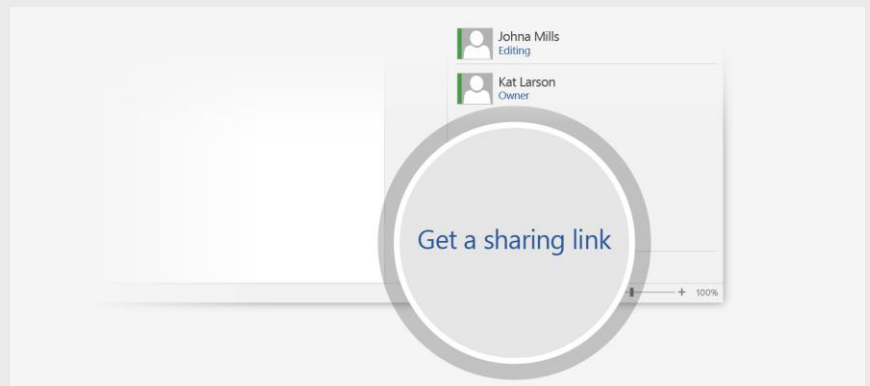 Johna Mills
Editing
Kat Larson
Owner
Get a sharing link
100%